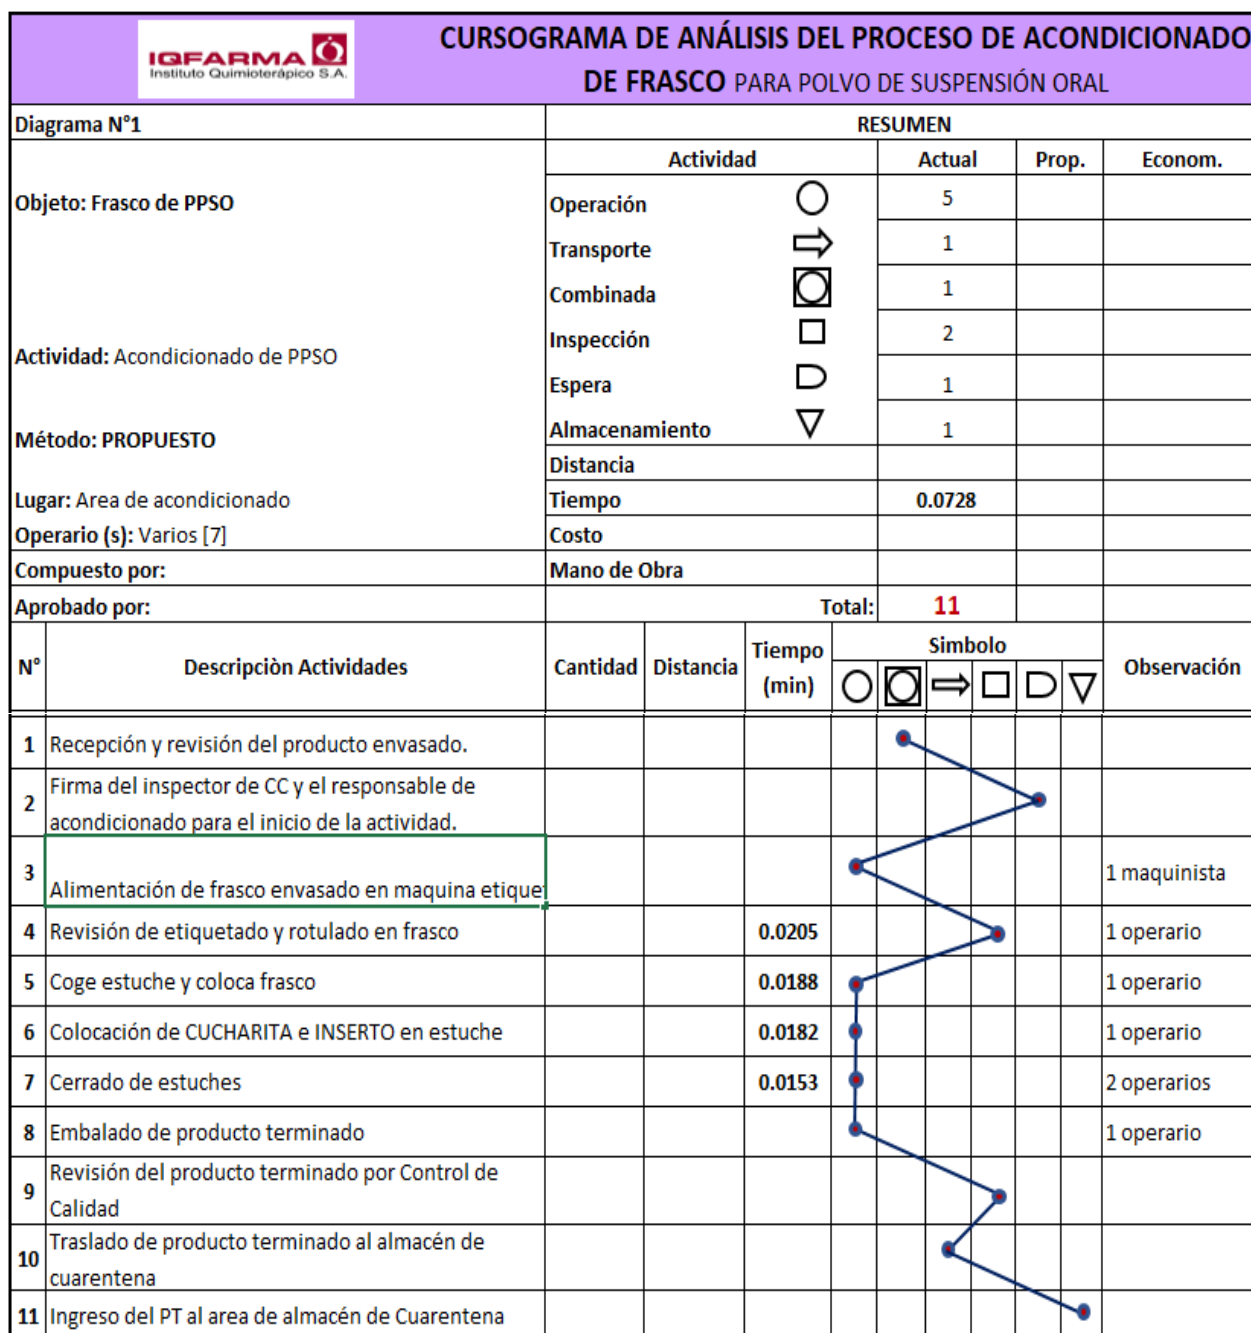 IQFARMA
Instituto Quimioterápico S.A.
CURSOGRAMA DE ANÁLISIS DEL PROCESO DE ACONDICIONADO
DE FRASCO PARA POLVO DE SUSPENSIÓN ORAL
Diagrama N°1
RESUMEN
Actividad Actual Prop. Econom.
Objeto: Frasco de PPSO
Operación 5
Transporte 1
Combinada 1
Inspección 2
Actividad: Acondicionado de PPSO
Espera 1
Almacenamiento 1
Método: PROPUESTO
Distancia
Lugar: Area de acondicionado
Tiempo 0.0728
Operario (s): Varios [7]
Costo
Compuesto por:
Mano de Obra
Aprobado por:
Total: 11
N° Descripciòn Actividades Cantidad Distancia Tiempo (min) Simbolo Observación
1 Recepción y revisión del producto envasado.
2 Firma del inspector de CC y el responsable de
acondicionado para el inicio de la actividad.
3 Alimentación de frasco envasado en maquina etique 1 maquinista
4 Revisión de etiquetado y rotulado en frasco 0.0205 1 operario
5 Coge estuche y coloca frasco 0.0188 1 operario
6 Colocación de CUCHARITA e INSERTO en estuche 0.0182 1 operario
7 Cerrado de estuches 0.0153 2 operarios
8 Embalado de producto terminado 1 operario
9 Revisión del producto terminado por Control de
Calidad
10 Traslado de producto terminado al almacén de
cuarentena
11 Ingreso del PT al area de almacén de Cuarentena